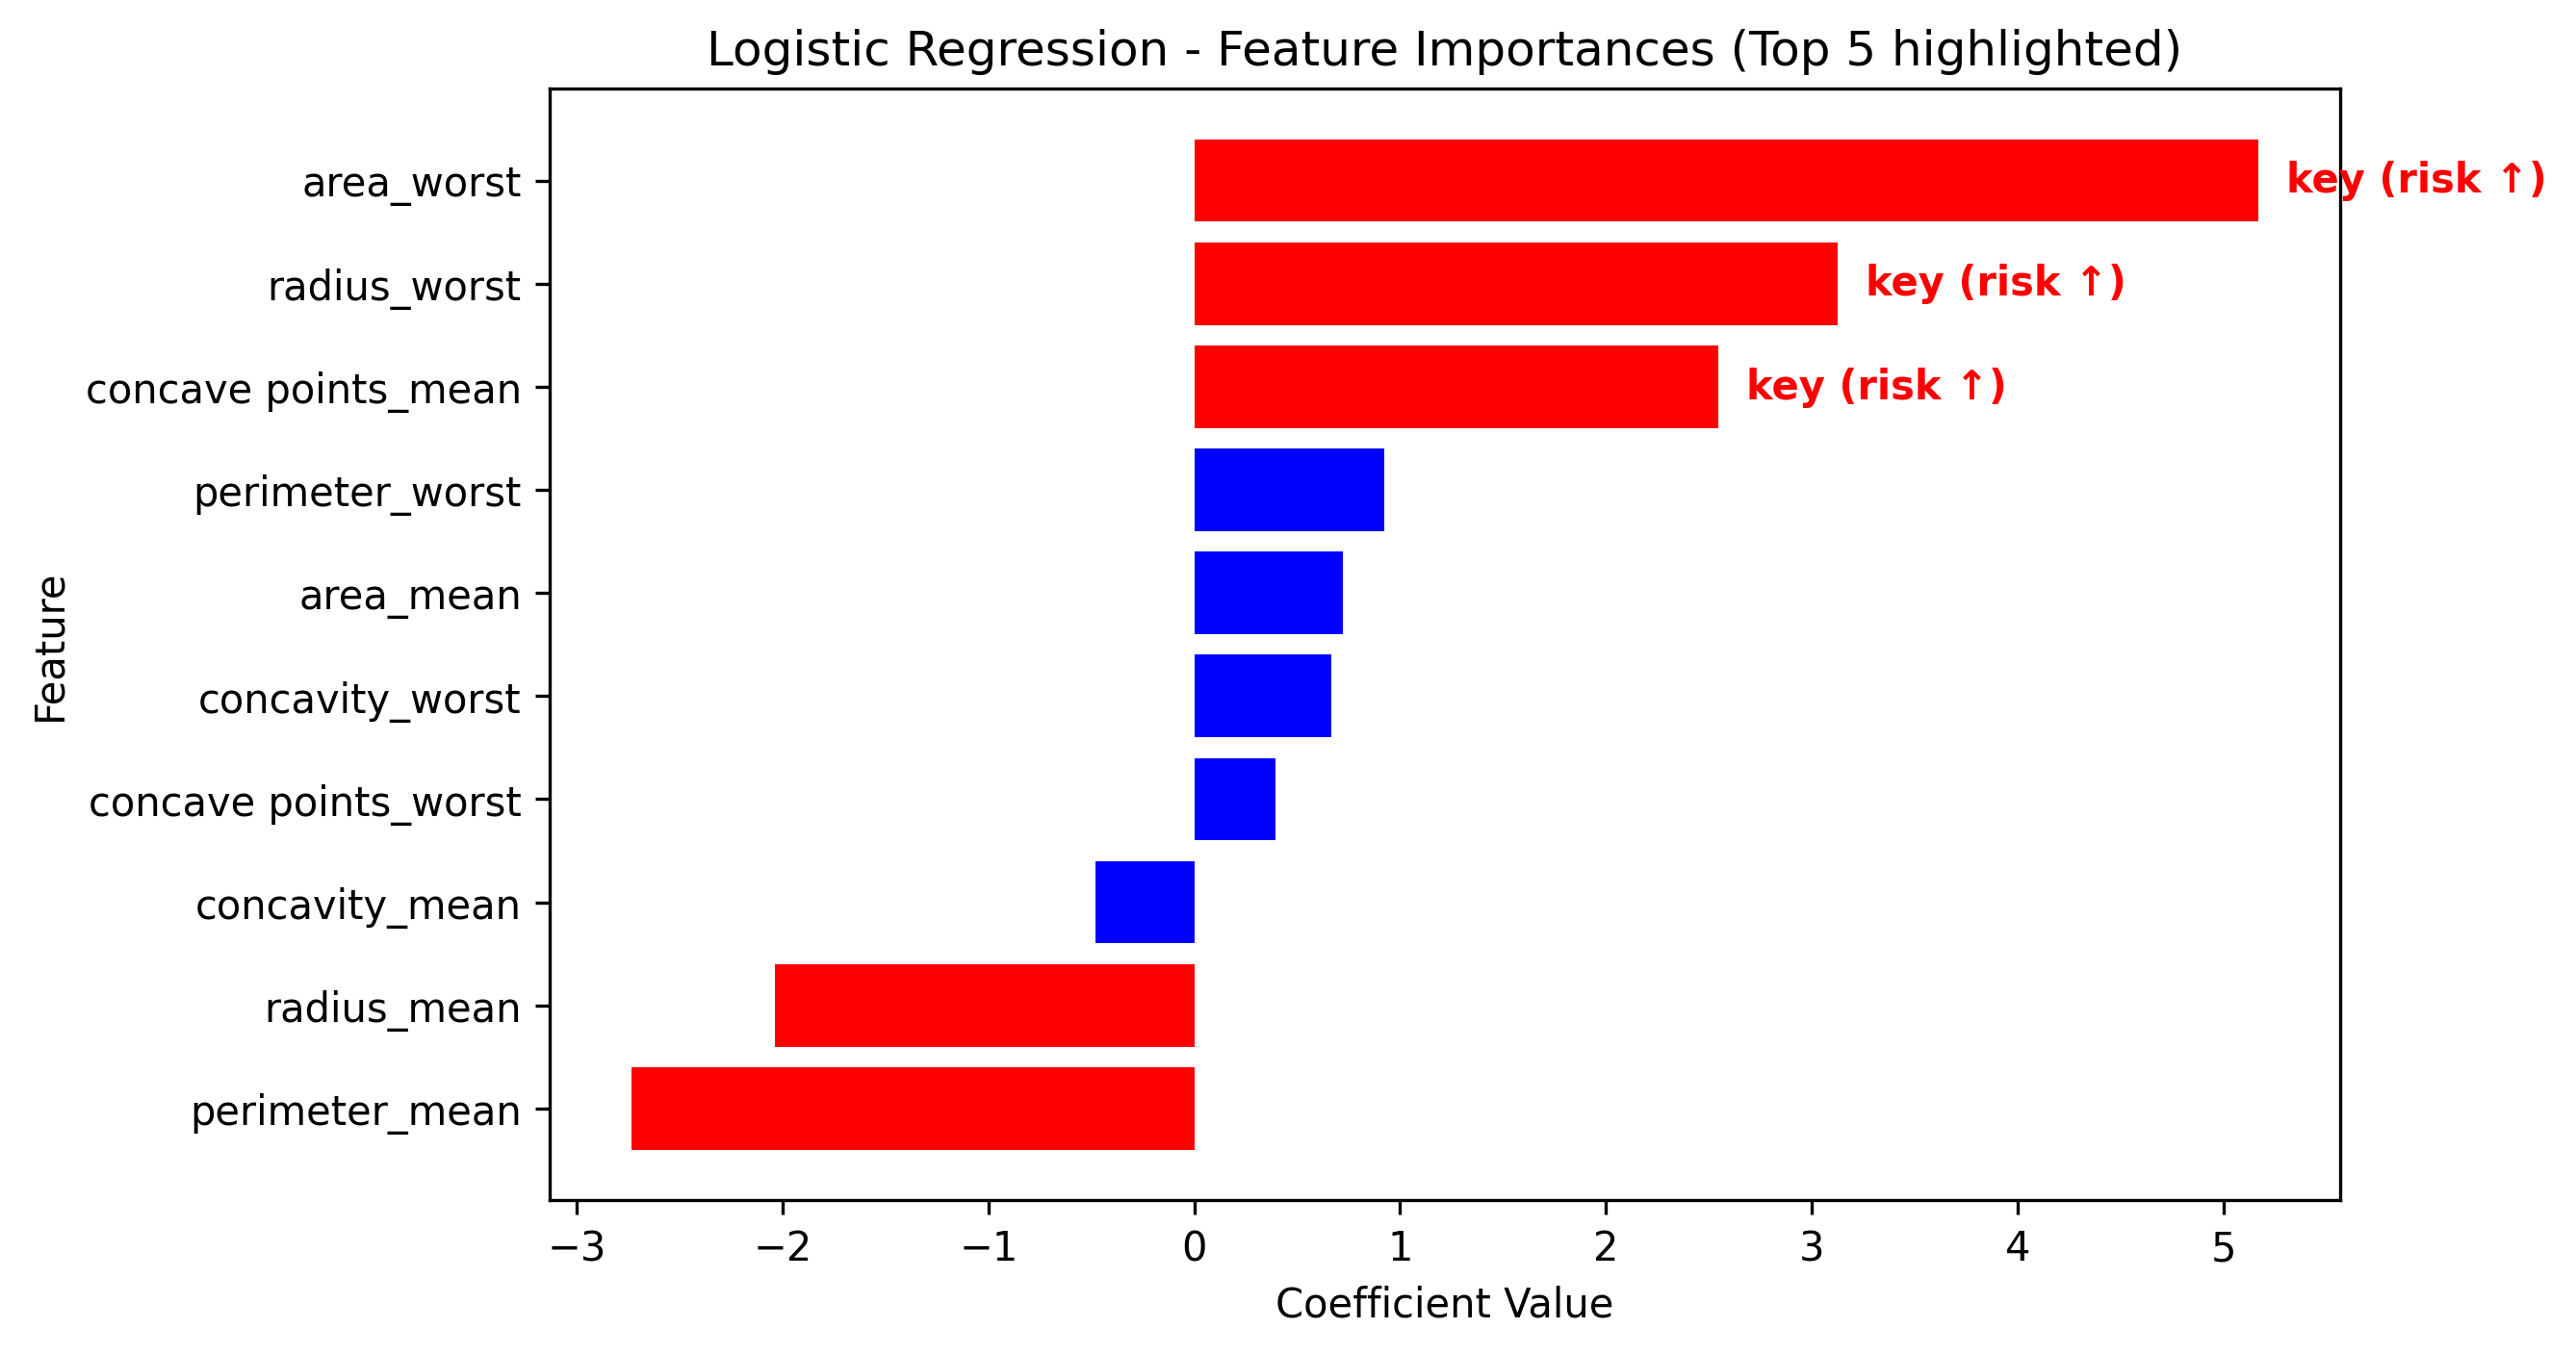 Logistic Regression - Feature Importances (Top 5 highlighted)
area_worst
key (risk ↑)
radius_worst
key (risk ↑)
concave points_mean
key (risk ↑)
perimeter_worst
area_mean
concavity_worst
concave points_worst
concavity_mean
radius_mean
perimeter_mean
Feature
−3 −2 −1 0 1 2 3 4 5
Coefficient Value